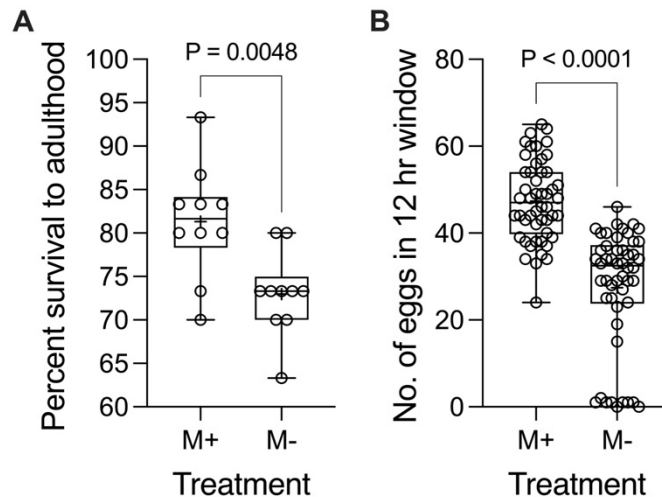 A
P = 0.0048
Percent survival to adulthood
100
95
90
85
80
75
70
65
60
M+ M-
Treatment
B
P < 0.0001
No. of eggs in 12 hr window
80
60
40
20
0
M+ M-
Treatment